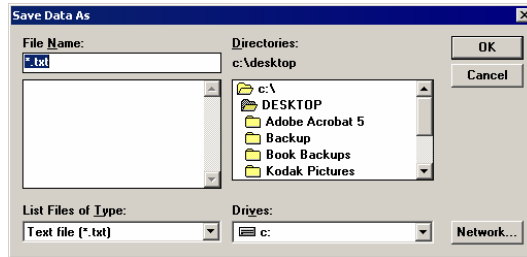 Save Data As
File Name:
*.txt
Directories:
c:\desktop
c:\
DESKTOP
Adobe Acrobat 5
Backup
Book Backups
Kodak Pictures
OK
Cancel
List Files of Type:
Text file (*.txt)
Drives:
c:
Network...